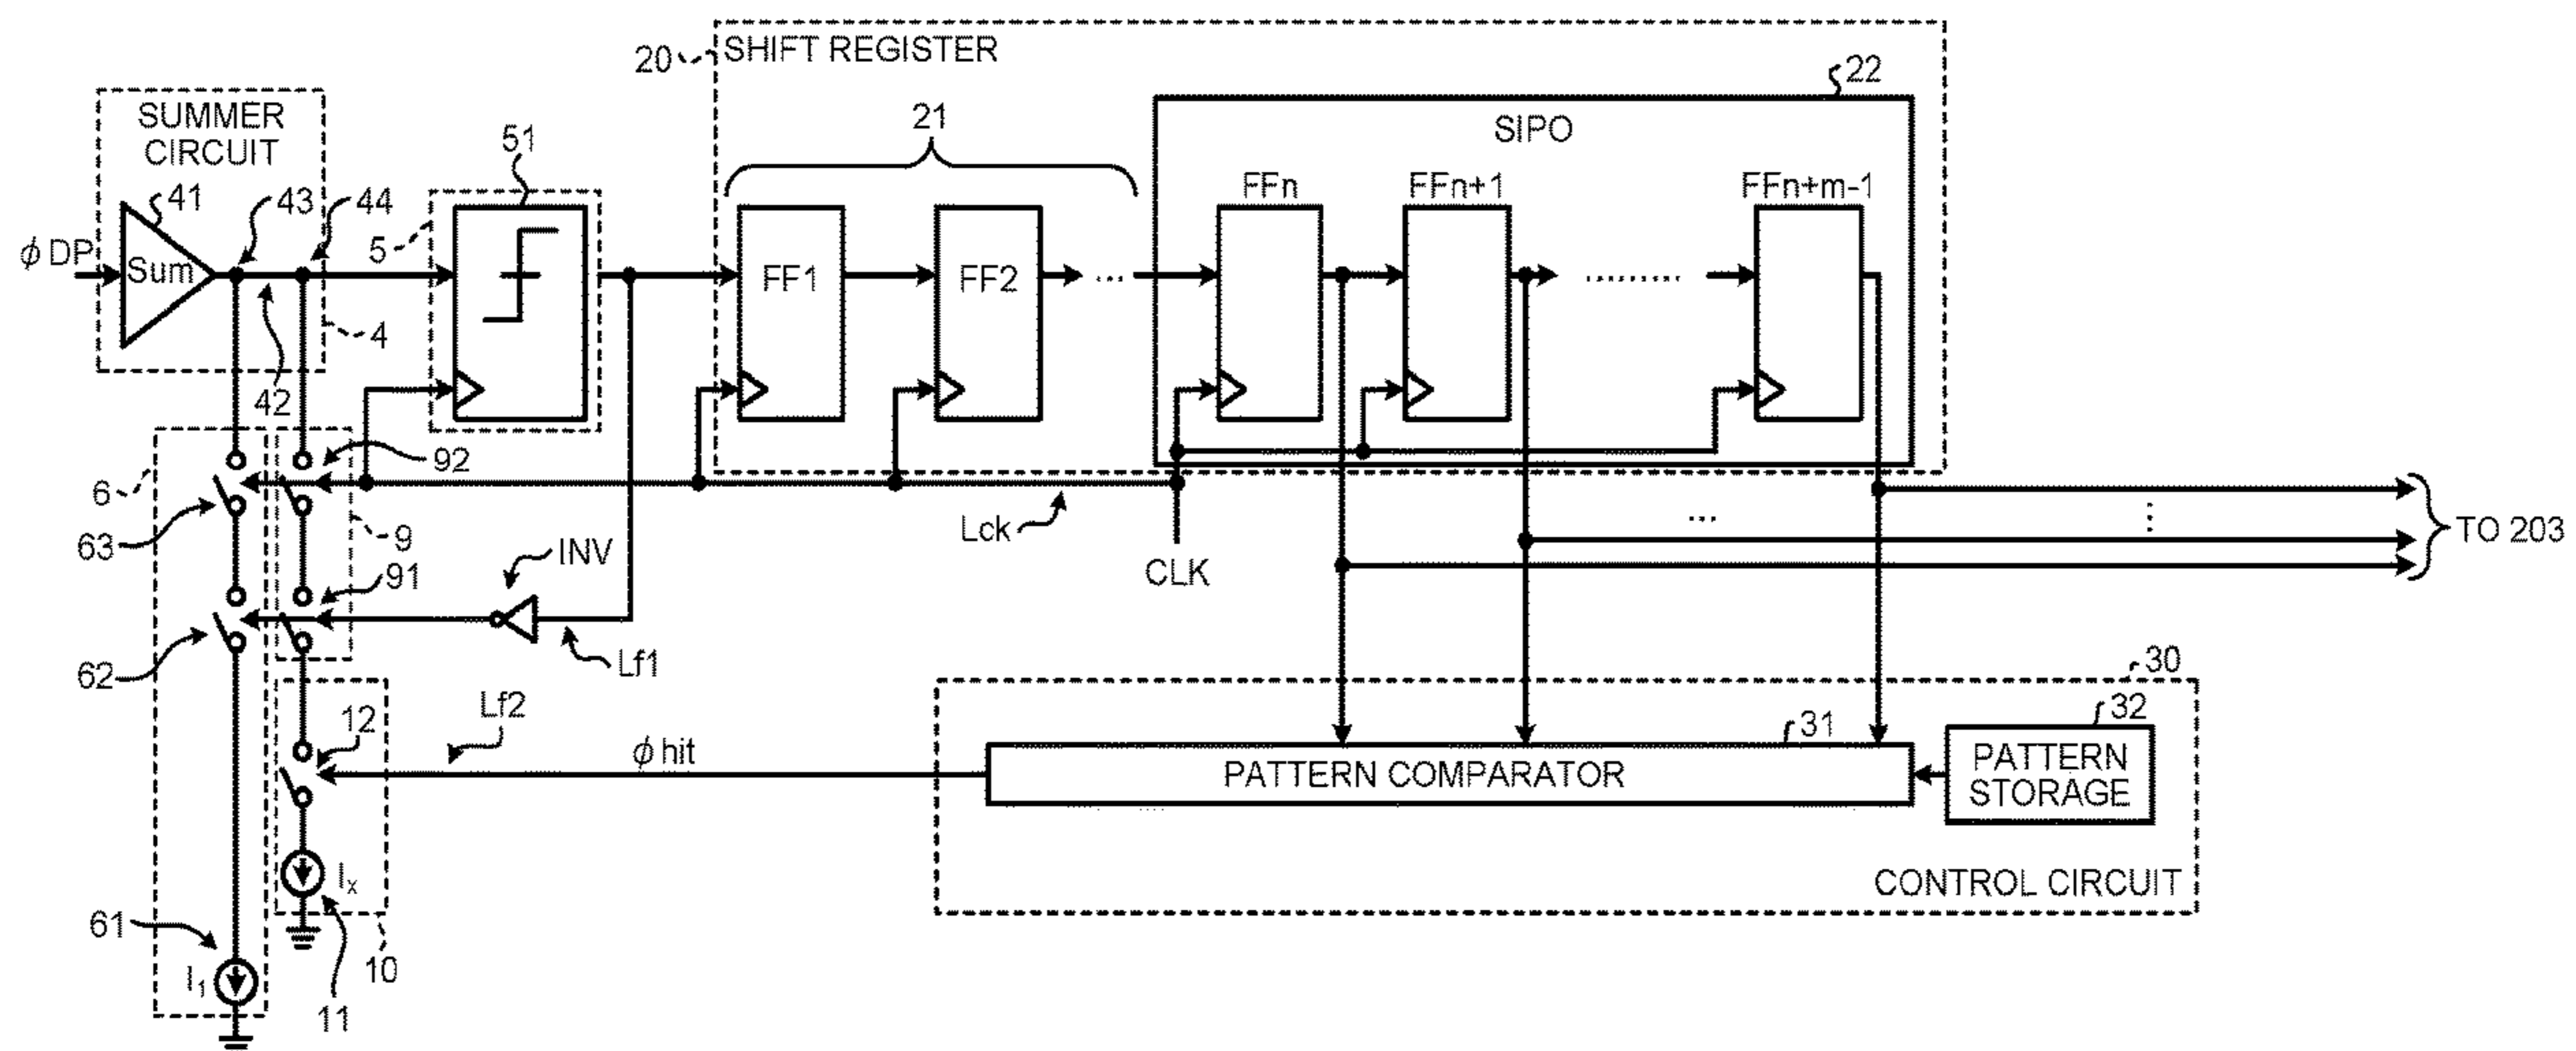 20
SHIFT REGISTER
22
SUMMER
CIRCUIT
SIPO
21
51
41
43
44
FFn
FFn+1
FFn+m-1
ϕ DP
Sum
5
FF1
FF2
...
.........
4
42
6
92
63
9
Lck
CLK
...
TO 203
INV
91
62
Lf1
30
Lf2
12
ϕ hit
31
32
PATTERN COMPARATOR
PATTERN
STORAGE
Ix
CONTROL CIRCUIT
61
10
I1
11